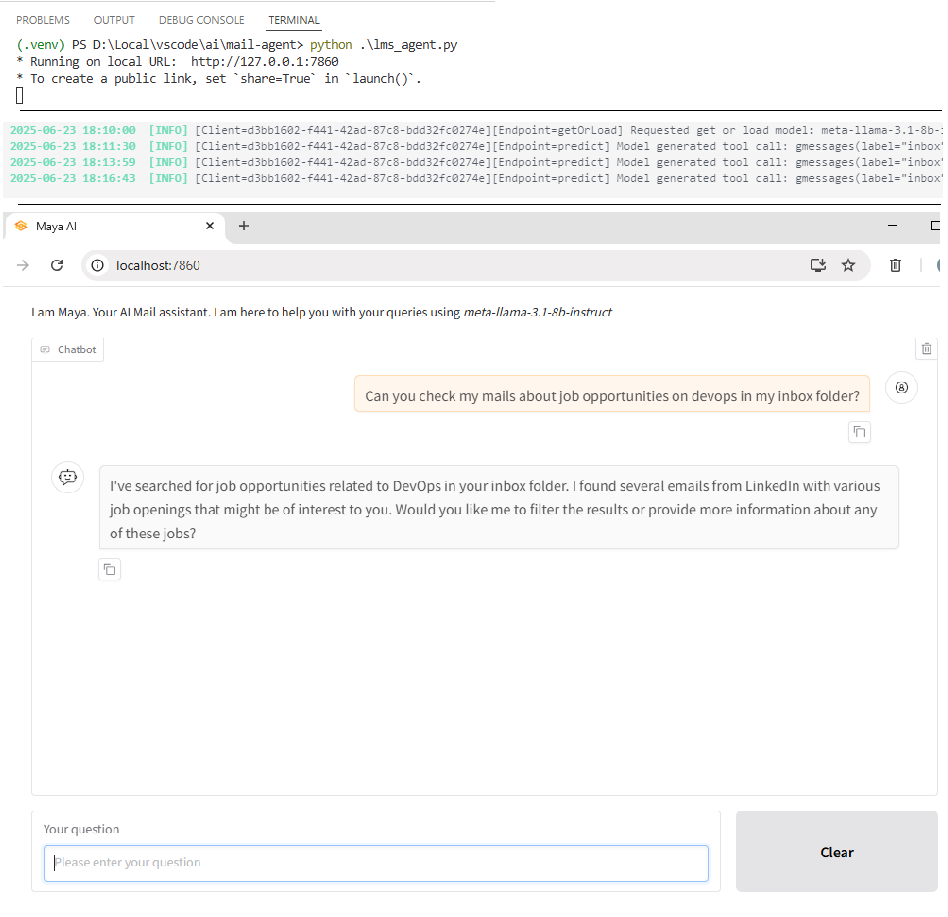 PROBLEMS OUTPUT DEBUG CONSOLE TERMINAL
(.venv) PS D:\Local\vscode\ai\mail-agent> python .\lms_agent.py
* Running on local URL: http://127.0.0.1:7860
* To create a public link, set `share=True` in `launch()`.
2025-06-23 18:10:00 [INFO] [Client=d3bb1602-f441-42ad-87c8-bdd32fc0274e][Endpoint=getOrLoad] Requested get or load model: meta-llama-3.1-8b-
2025-06-23 18:11:30 [INFO] [Client=d3bb1602-f441-42ad-87c8-bdd32fc0274e][Endpoint=predict] Model generated tool call: gmessages(label="inbox"
2025-06-23 18:13:59 [INFO] [Client=d3bb1602-f441-42ad-87c8-bdd32fc0274e][Endpoint=predict] Model generated tool call: gmessages(label="inbox"
2025-06-23 18:16:43 [INFO] [Client=d3bb1602-f441-42ad-87c8-bdd32fc0274e][Endpoint=predict] Model generated tool call: gmessages(label="inbox"
Maya AI
localhost:7860
I am Maya. Your AI Mail assistant. I am here to help you with your queries using meta-llama-3.1-8b-instruct
Chatbot
Can you check my mails about job opportunities on devops in my inbox folder?
I've searched for job opportunities related to DevOps in your inbox folder. I found several emails from LinkedIn with various
job openings that might be of interest to you. Would you like me to filter the results or provide more information about any
of these jobs?
Your question
Please enter your question
Clear